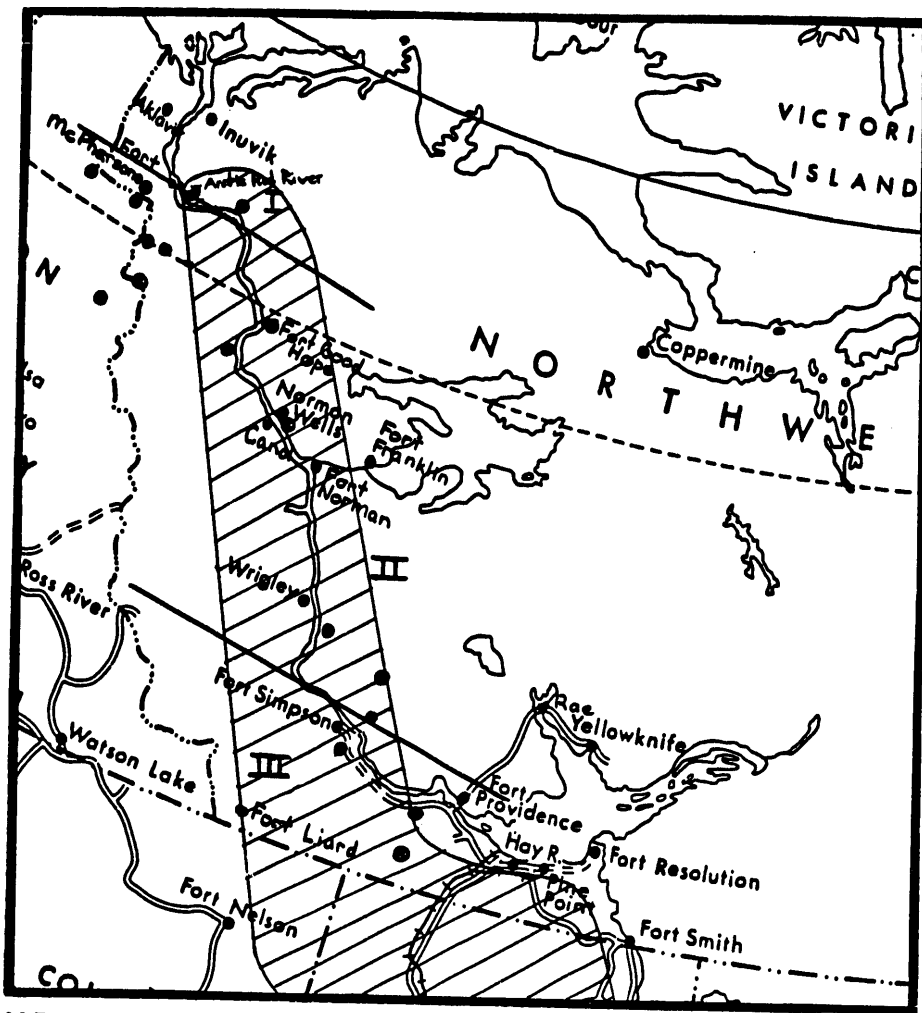 VICTORI
ISLAND
Aklavik
Inuvik
Fort
McPherson
Arctic Red River
I
N
Fort Good
Hope
N O R T H W E
Coppermine
C
Norman
Wells
Canol
Fort
Franklin
Fort
Norman
Wrigley
II
Ross River
Fort Simpson
Rae
Yellowknife
Watson Lake
III
Fort
Providence
Fort Liard
Hay R.
Pine
Point
Fort Resolution
Fort Nelson
Fort Smith
CO